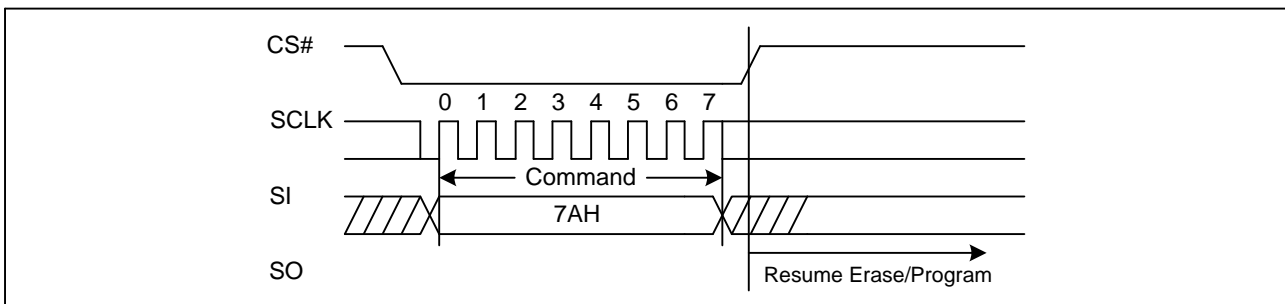 CS#
0 1 2 3 4 5 6 7
SCLK
Command
SI
7AH
SO
Resume Erase/Program